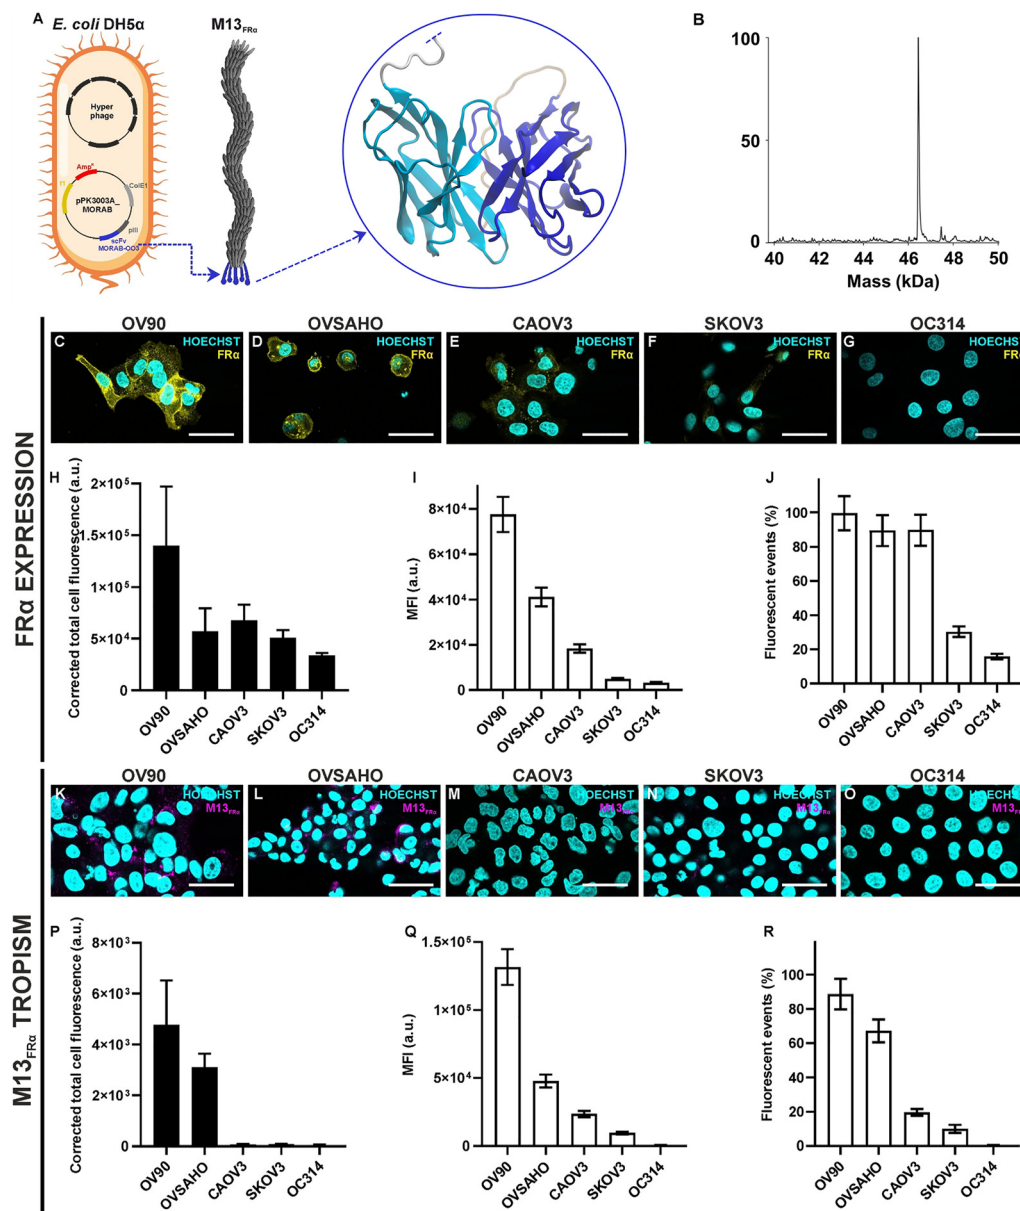 A
E. coli DH5α
M13FRα
B
Hyper
phage
AmpR
f1
ColE1
pPK3003A_
MORAB
pIII
scFv
MORAB-OO3
100
50
0
40 42 44 46 48 50
Mass (kDa)
FRα EXPRESSION
OV90 OVSAHO CAOV3 SKOV3 OC314
C HOECHST
FRα
D HOECHST
FRα
E HOECHST
FRα
F HOECHST
FRα
G HOECHST
FRα
H
Corrected total cell fluorescence (a.u.)
2×10⁵
1.5×10⁵
1×10⁵
5×10⁴
0
OV90 OVSAHO CAOV3 SKOV3 OC314
I
MFI (a.u.)
8×10⁴
6×10⁴
4×10⁴
2×10⁴
0
OV90 OVSAHO CAOV3 SKOV3 OC314
J
Fluorescent events (%)
100
80
60
40
20
0
OV90 OVSAHO CAOV3 SKOV3 OC314
M13FRα TROPISM
OV90 OVSAHO CAOV3 SKOV3 OC314
K HOECHST
M13FRα
L HOECHST
M13FRα
M HOECHST
M13
N HOECHST
M13FRα
O HOECHST
M13
P
Corrected total cell fluorescence (a.u.)
8×10³
6×10³
4×10³
2×10³
0
OV90 OVSAHO CAOV3 SKOV3 OC314
Q
MFI (a.u.)
1.5×10⁵
1×10⁵
5×10⁴
0
OV90 OVSAHO CAOV3 SKOV3 OC314
R
Fluorescent events (%)
100
80
60
40
20
0
OV90 OVSAHO CAOV3 SKOV3 OC314